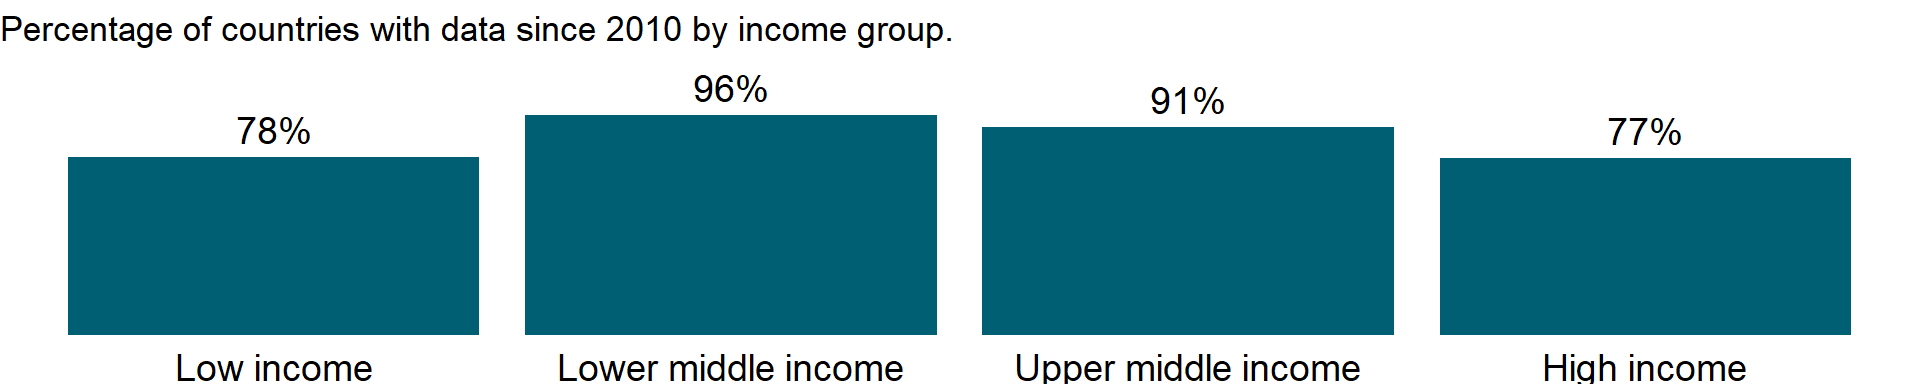 Percentage of countries with data since 2010 by income group.
78%
96%
91%
77%
Low income
Lower middle income
Upper middle income
High income